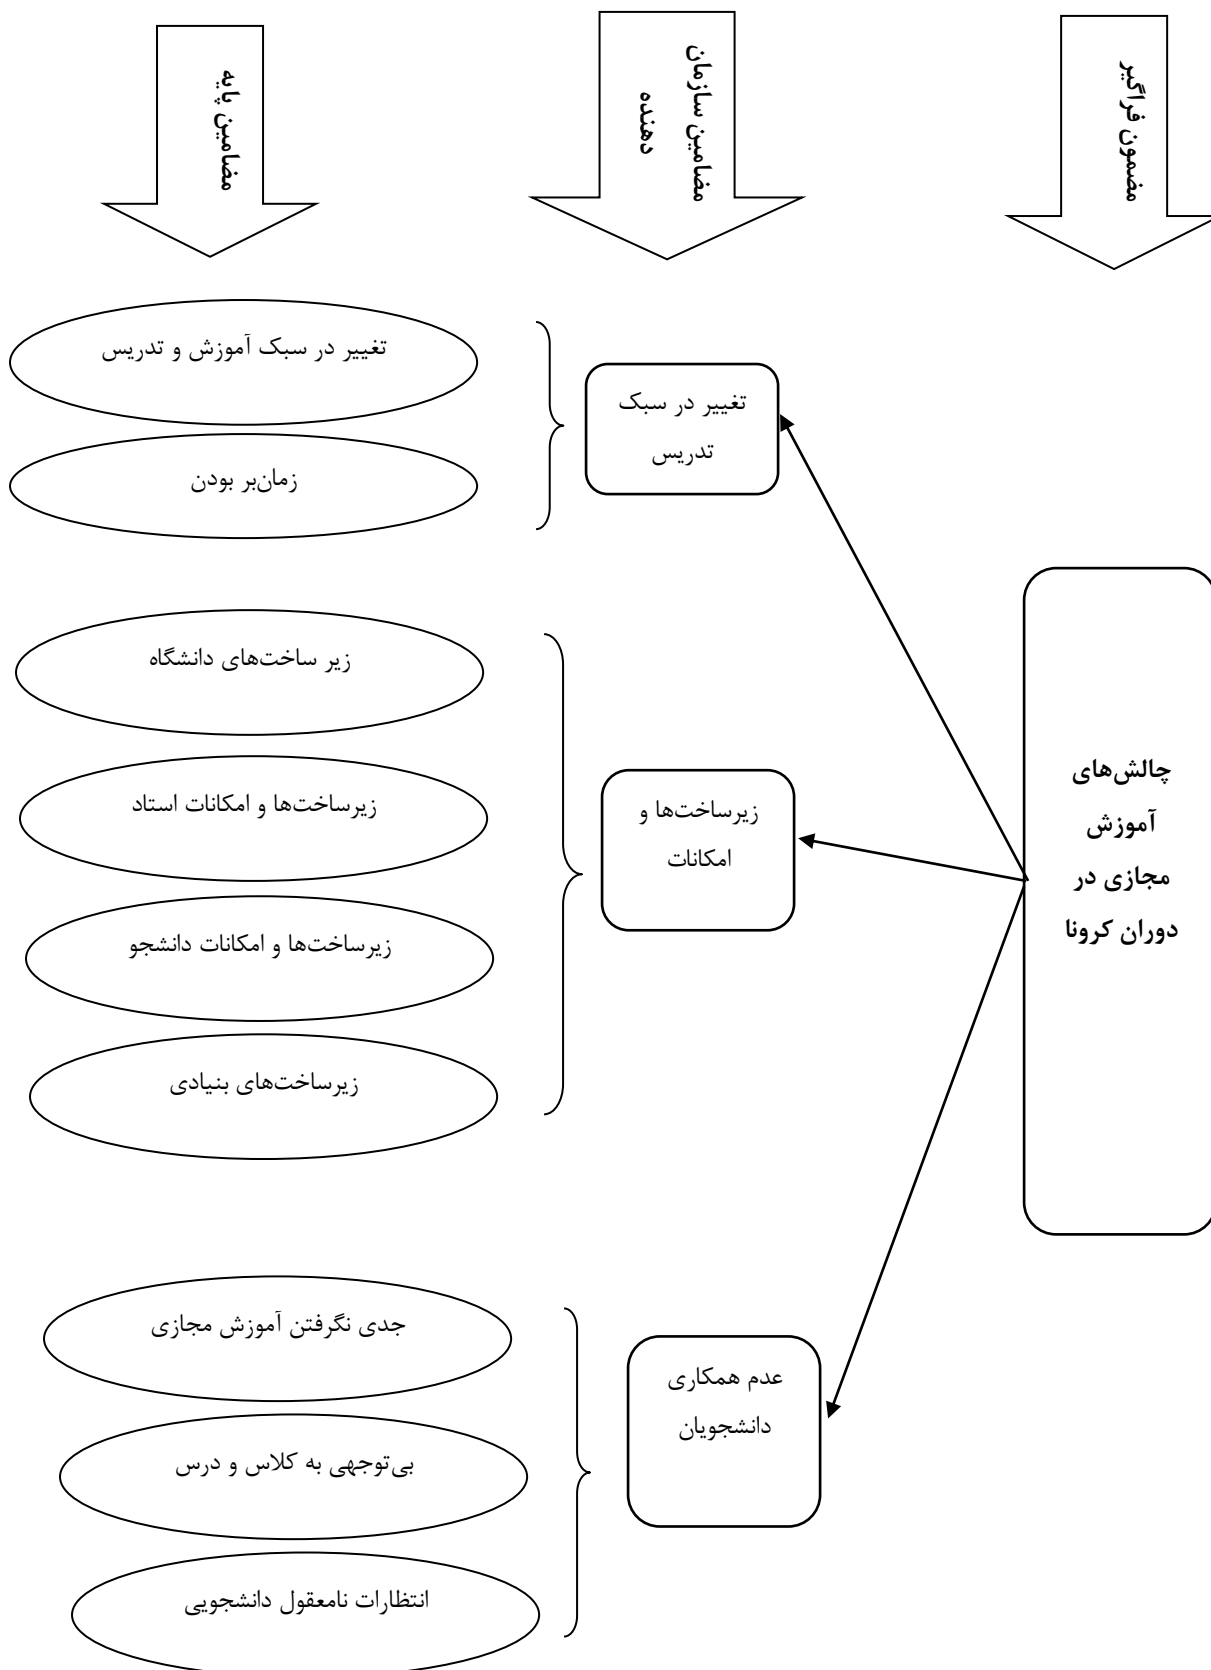 مضمون فراگیر
مضامین سازمان
دهنده
مضامین پایه
چالش‌های
آموزش
مجازی در
دوران کرونا
تغییر در سبک
تدریس
تغییر در سبک آموزش و تدریس
زمان‌بر بودن
زیرساخت‌ها و
امکانات
زیر ساخت‌های دانشگاه
زیرساخت‌ها و امکانات استاد
زیرساخت‌ها و امکانات دانشجو
زیرساخت‌های بنیادی
عدم همکاری
دانشجویان
جدی نگرفتن آموزش مجازی
بی‌توجهی به کلاس و درس
انتظارات نامعقول دانشجویی